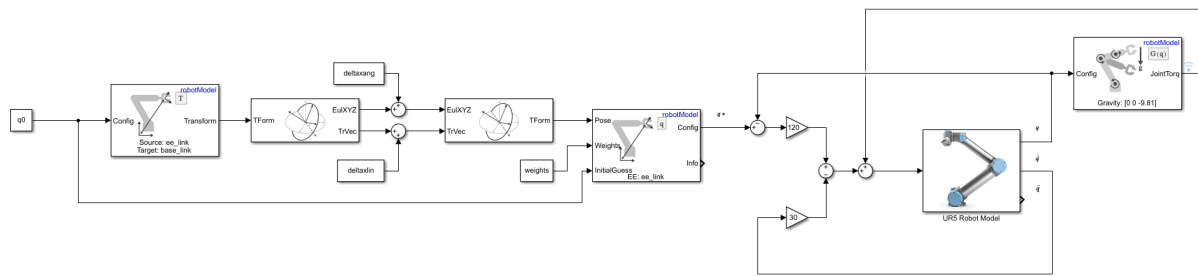 q0
robotModel
T
Config
Transform
Source: ee_link
Target: base_link
TForm
EulXYZ
TrVec
deltaxang
deltaxlin
EulXYZ
TrVec
TForm
weights
robotModel
q
Pose
Config
Weights
Info
InitialGuess
EE: ee_link
q*
120
30
UR5 Robot Model
q
q̇
q̈
robotModel
G(q)
Config
g
JointTorq
Gravity: [0 0 -9.81]